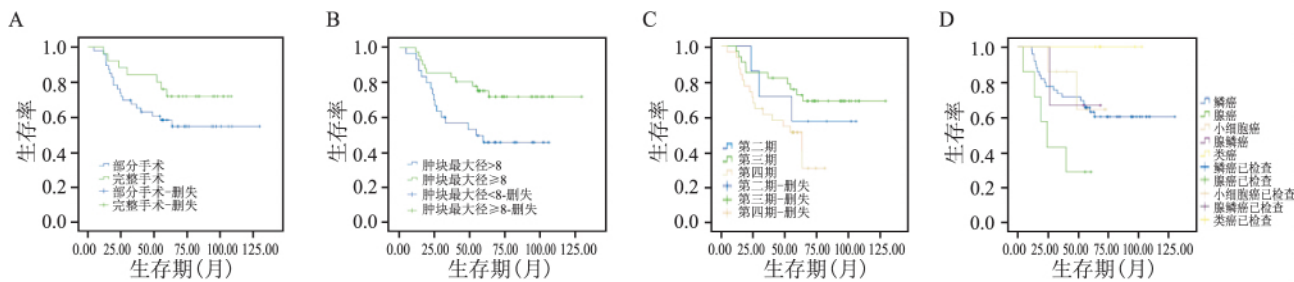 A
1.0
0.8
0.6
0.4
0.2
0.0
生存率
部分手术
完整手术
部分手术-删失
完整手术-删失
0.00 25.00 50.00 75.00 100.00 125.00
生存期(月)
B
1.0
0.8
0.6
0.4
0.2
0.0
生存率
肿块最大径>8
肿块最大径≥8
肿块最大径<8-删失
肿块最大径≥8-删失
0.00 25.00 50.00 75.00 100.00 125.00
生存期(月)
C
1.0
0.8
0.6
0.4
0.2
0.0
生存率
第二期
第三期
第四期
第二期-删失
第三期-删失
第四期-删失
0.00 25.00 50.00 75.00 100.00 125.00
生存期(月)
D
1.0
0.8
0.6
0.4
0.2
0.0
生存率
0.00 25.00 50.00 75.00 100.00 125.00
生存期(月)
鳞癌
腺癌
小细胞癌
腺鳞癌
类癌
鳞癌已检查
腺癌已检查
小细胞癌已检查
腺鳞癌已检查
类癌已检查